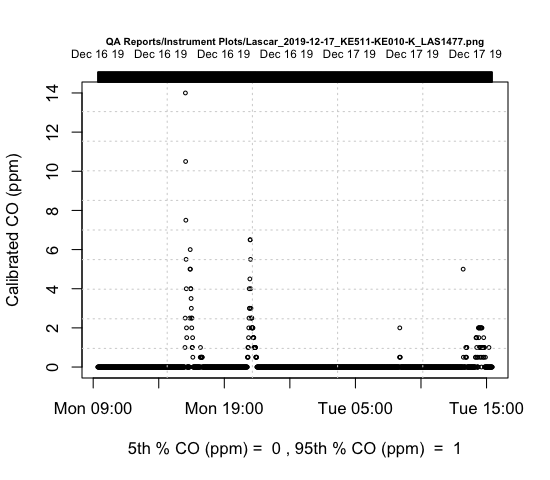 QA Reports/Instrument Plots/Lascar_2019-12-17_KE511-KE010-K_LAS1477.png
Dec 16 19 Dec 16 19 Dec 16 19 Dec 16 19 Dec 17 19 Dec 17 19 Dec 17 19
14
12
10
8
6
4
2
0
Calibrated CO (ppm)
Mon 09:00 Mon 19:00 Tue 05:00 Tue 15:00
5th % CO (ppm) = 0 , 95th % CO (ppm) = 1